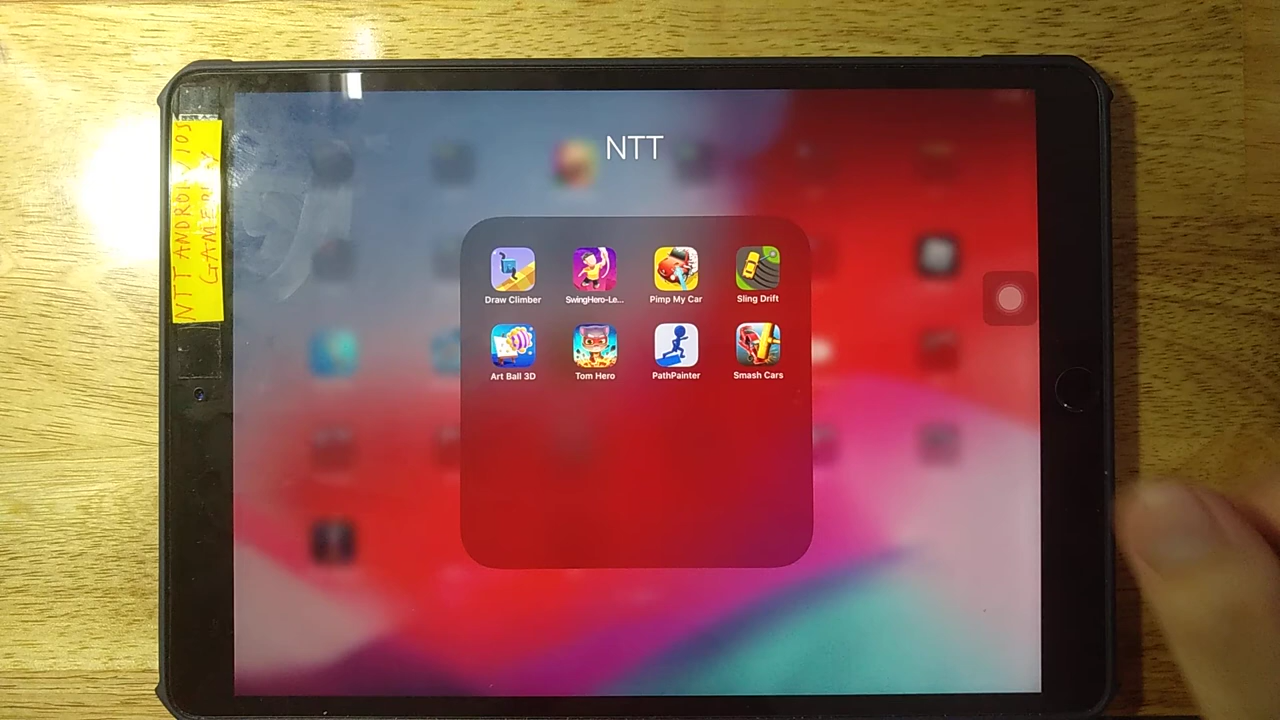 NTT
Draw Climber
SwingHero-Le...
Pimp My Car
Sling Drift
Art Ball 3D
Tom Hero
PathPainter
Smash Cars
NTT ANDROID/IOS